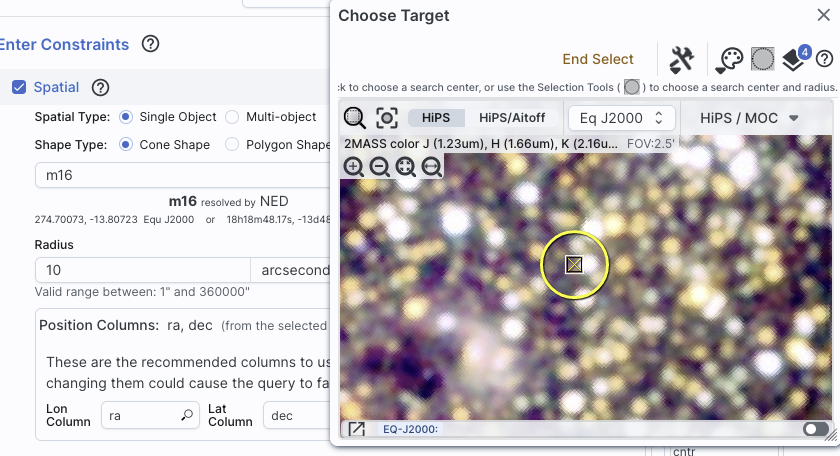 Enter Constraints
Spatial
Spatial Type: Single Object Multi-object
Shape Type: Cone Shape Polygon Shape
m16
m16 resolved by NED
274.70073, -13.80723 Equ J2000 or 18h18m48.17s, -13d48
Radius
10 arcsecond
Valid range between: 1" and 360000"
Position Columns: ra, dec (from the selected
These are the recommended columns to us
changing them could cause the query to fa
Lon Column ra
Lat Column dec
Choose Target
End Select
4
k to choose a search center, or use the Selection Tools ( ) to choose a search center and radius.
HiPS HiPS/Aitoff Eq J2000 HiPS / MOC
2MASS color J (1.23um), H (1.66um), K (2.16u... FOV:2.5'
EQ-J2000:
cntr